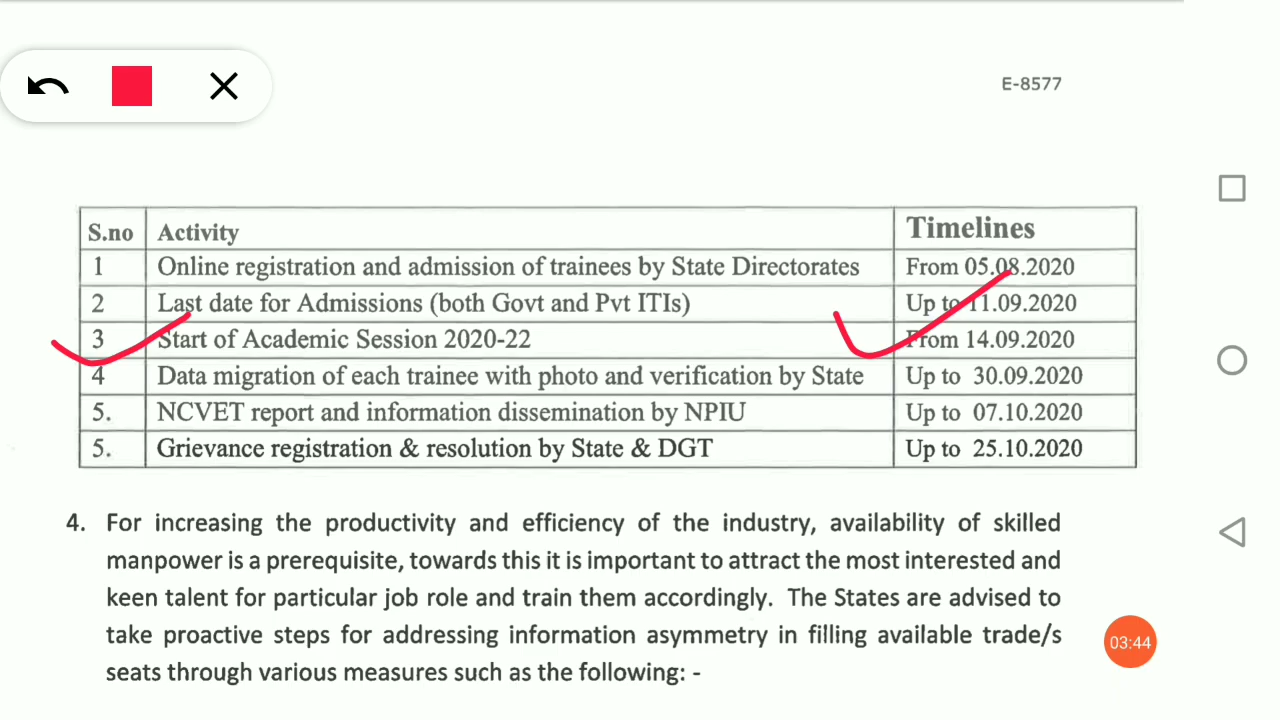 E-8577
S.no Activity Timelines
1 Online registration and admission of trainees by State Directorates From 05.08.2020
2 Last date for Admissions (both Govt and Pvt ITIs) Up to 11.09.2020
3 Start of Academic Session 2020-22 From 14.09.2020
4 Data migration of each trainee with photo and verification by State Up to 30.09.2020
5. NCVET report and information dissemination by NPIU Up to 07.10.2020
5. Grievance registration & resolution by State & DGT Up to 25.10.2020
4. For increasing the productivity and efficiency of the industry, availability of skilled
manpower is a prerequisite, towards this it is important to attract the most interested and
keen talent for particular job role and train them accordingly. The States are advised to
take proactive steps for addressing information asymmetry in filling available trade/s
seats through various measures such as the following: -
03:44